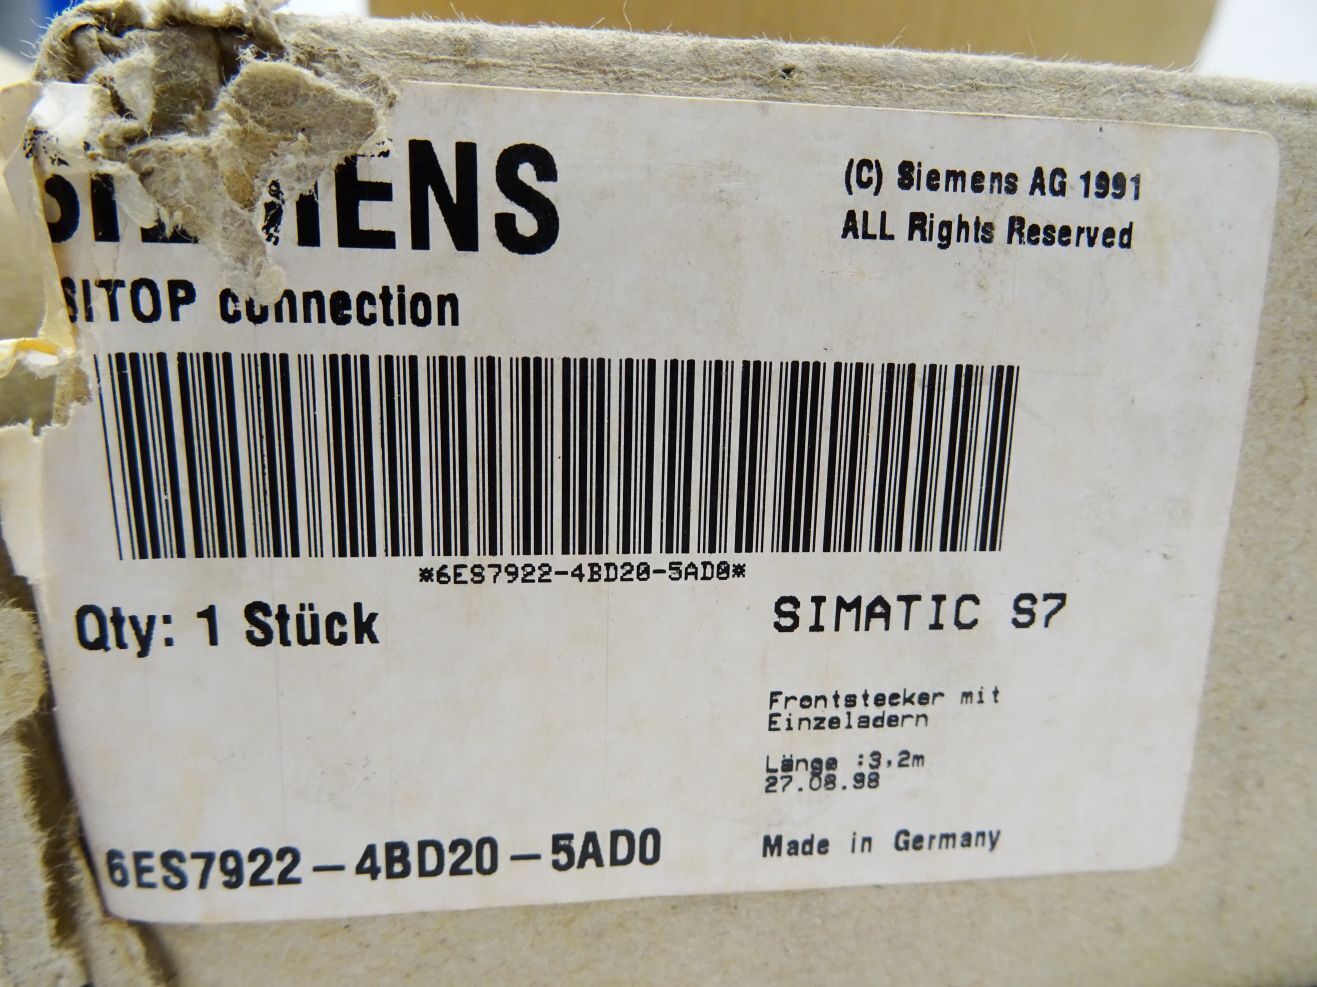 SIEMENS
(C) Siemens AG 1991
ALL Rights Reserved
SITOP connection
*6ES7922-4BD20-5AD0*
Qty: 1 Stück
SIMATIC S7
Frontstecker mit
Einzeladern
Länge :3,2m
27.08.98
6ES7922-4BD20-5AD0
Made in Germany